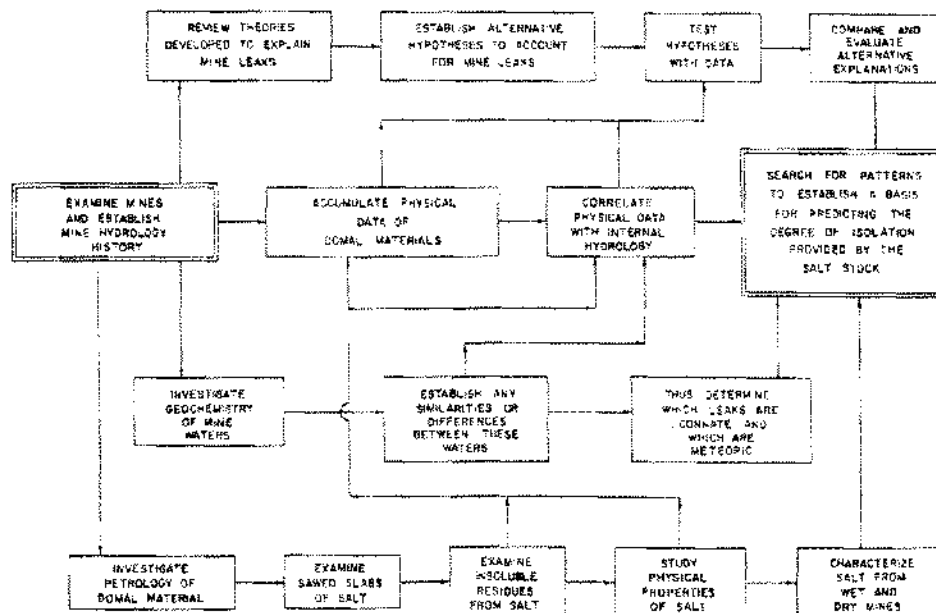 REVIEW THEORIES
DEVELOPED TO EXPLAIN
MINE LEAKS
ESTABLISH ALTERNATIVE
HYPOTHESES TO ACCOUNT
FOR MINE LEAKS
TEST
HYPOTHESES
WITH DATA
COMPARE AND
EVALUATE
ALTERNATIVE
EXPLANATIONS
EXAMINE MINES
AND ESTABLISH
MINE HYDROLOGY
HISTORY
ACCUMULATE PHYSICAL
DATA OF
DOMAL MATERIALS
CORRELATE
PHYSICAL DATA
WITH INTERNAL
HYDROLOGY
SEARCH FOR PATTERNS
TO ESTABLISH A BASIS
FOR PREDICTING THE
DEGREE OF ISOLATION
PROVIDED BY THE
SALT STOCK
INVESTIGATE
GEOCHEMISTRY
OF MINE
WATERS
ESTABLISH ANY
SIMILARITIES OR
DIFFERENCES
BETWEEN THESE
WATERS
THUS DETERMINE
WHICH LEAKS ARE
CONNATE AND
WHICH ARE
METEORIC
INVESTIGATE
PETROLOGY OF
DOMAL MATERIAL
EXAMINE
SAWED SLABS
OF SALT
EXAMINE
INSOLUBLE
RESIDUES
FROM SALT
STUDY
PHYSICAL
PROPERTIES
OF SALT
CHARACTERIZE
SALT FROM
WET AND
DRY MINES